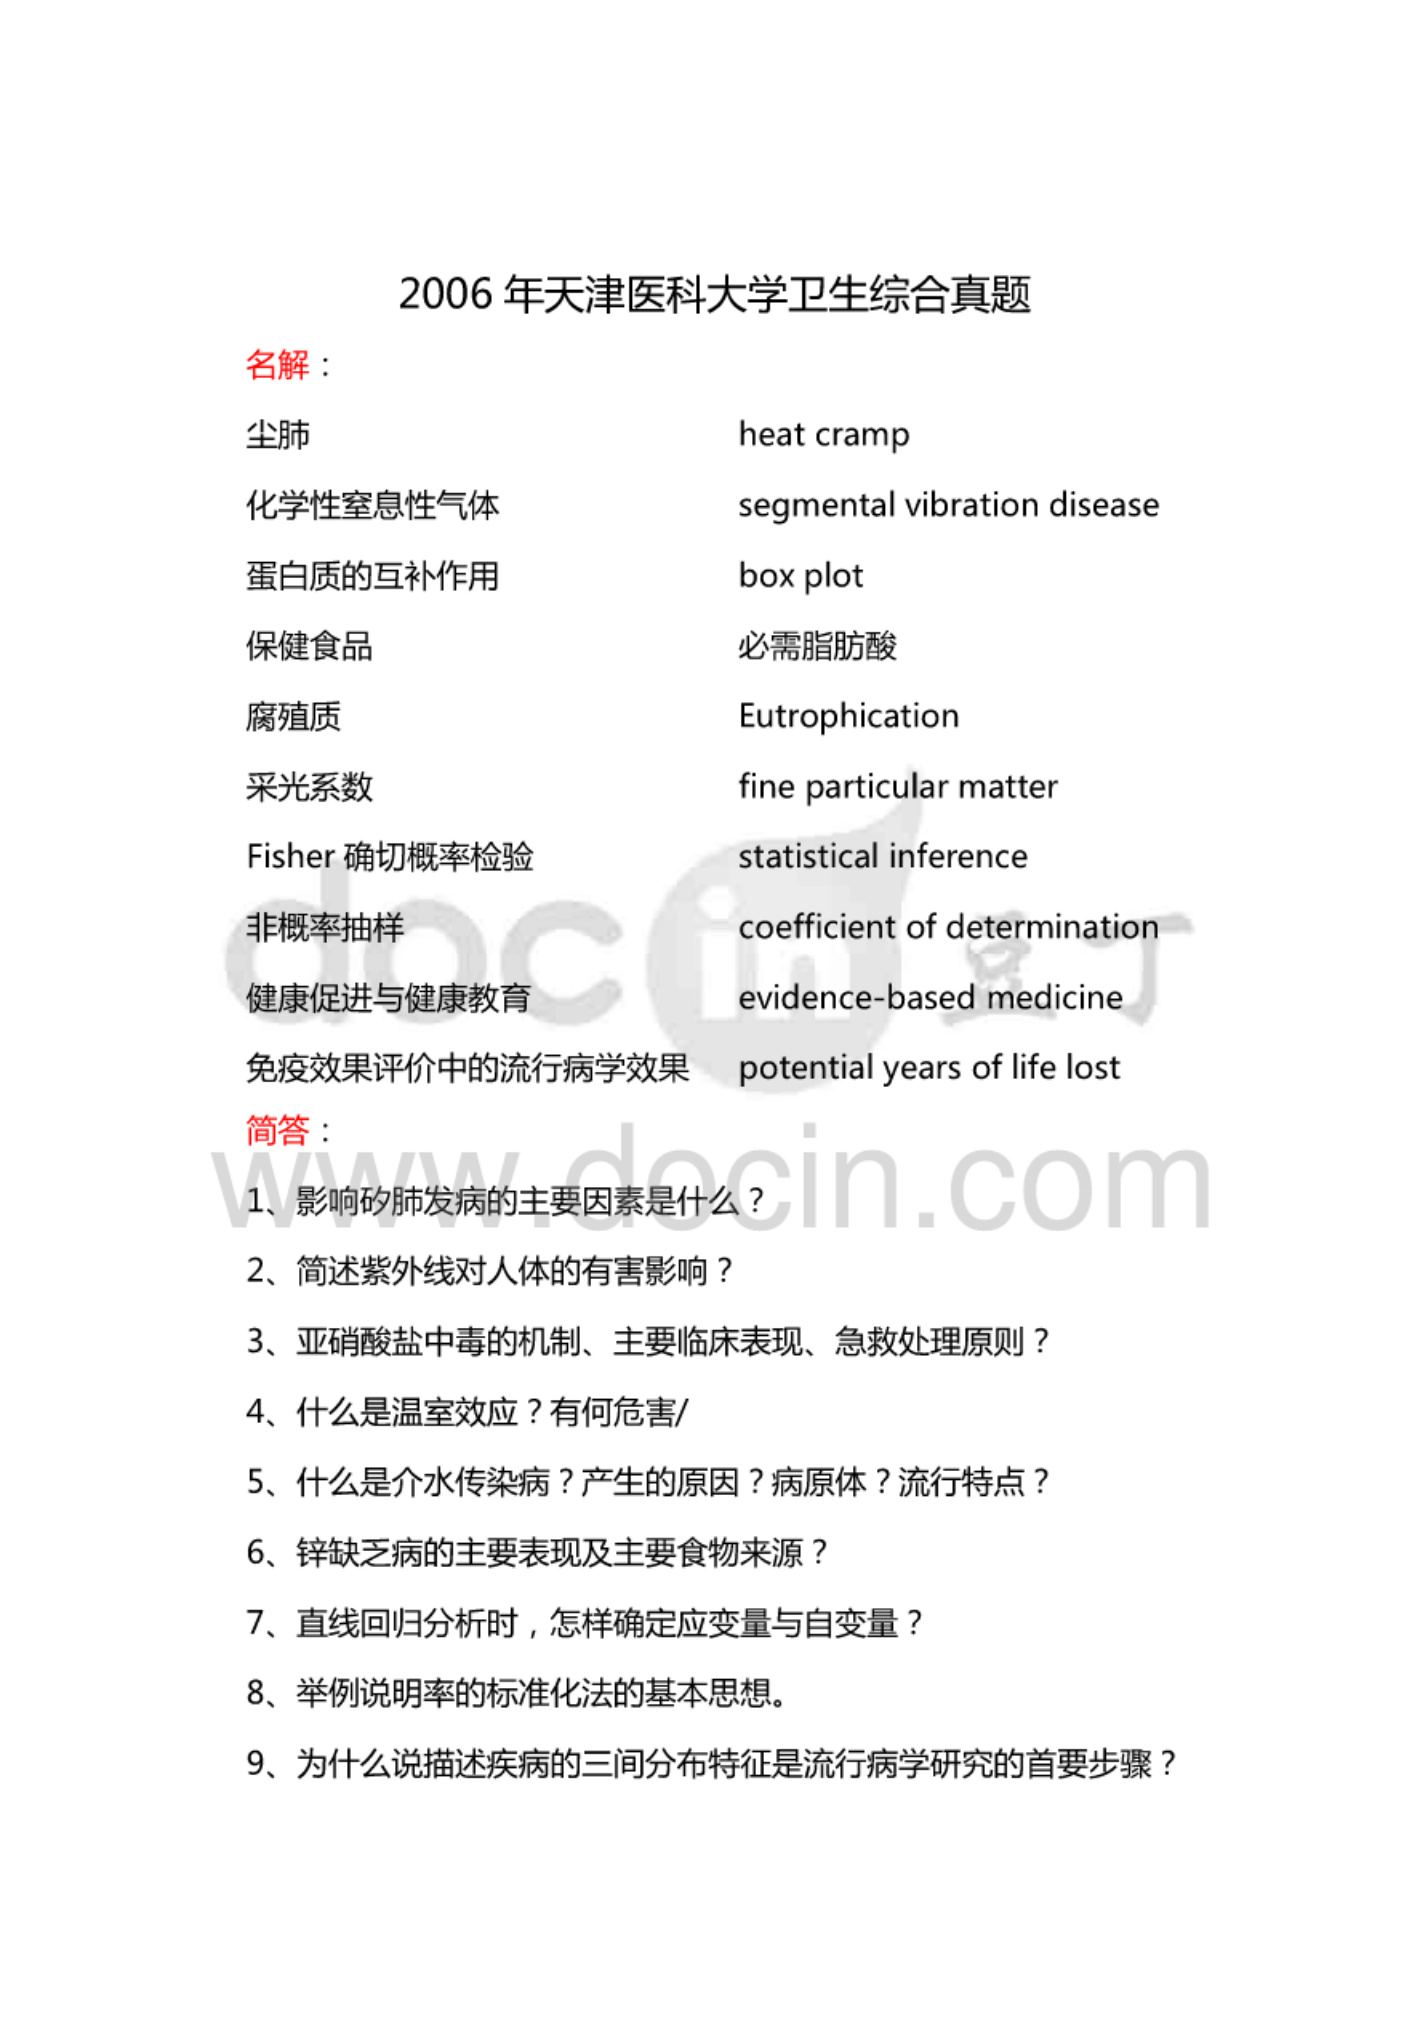 2006 年天津医科大学卫生综合真题
名解：
尘肺 heat cramp
化学性窒息性气体 segmental vibration disease
蛋白质的互补作用 box plot
保健食品 必需脂肪酸
腐殖质 Eutrophication
采光系数 fine particular matter
Fisher 确切概率检验 statistical inference
非概率抽样 coefficient of determination
健康促进与健康教育 evidence-based medicine
免疫效果评价中的流行病学效果 potential years of life lost
简答：
1、影响矽肺发病的主要因素是什么？
2、简述紫外线对人体的有害影响？
3、亚硝酸盐中毒的机制、主要临床表现、急救处理原则？
4、什么是温室效应？有何危害/
5、什么是介水传染病？产生的原因？病原体？流行特点？
6、锌缺乏病的主要表现及主要食物来源？
7、直线回归分析时，怎样确定应变量与自变量？
8、举例说明率的标准化法的基本思想。
9、为什么说描述疾病的三间分布特征是流行病学研究的首要步骤？
docin 豆丁
www.docin.com